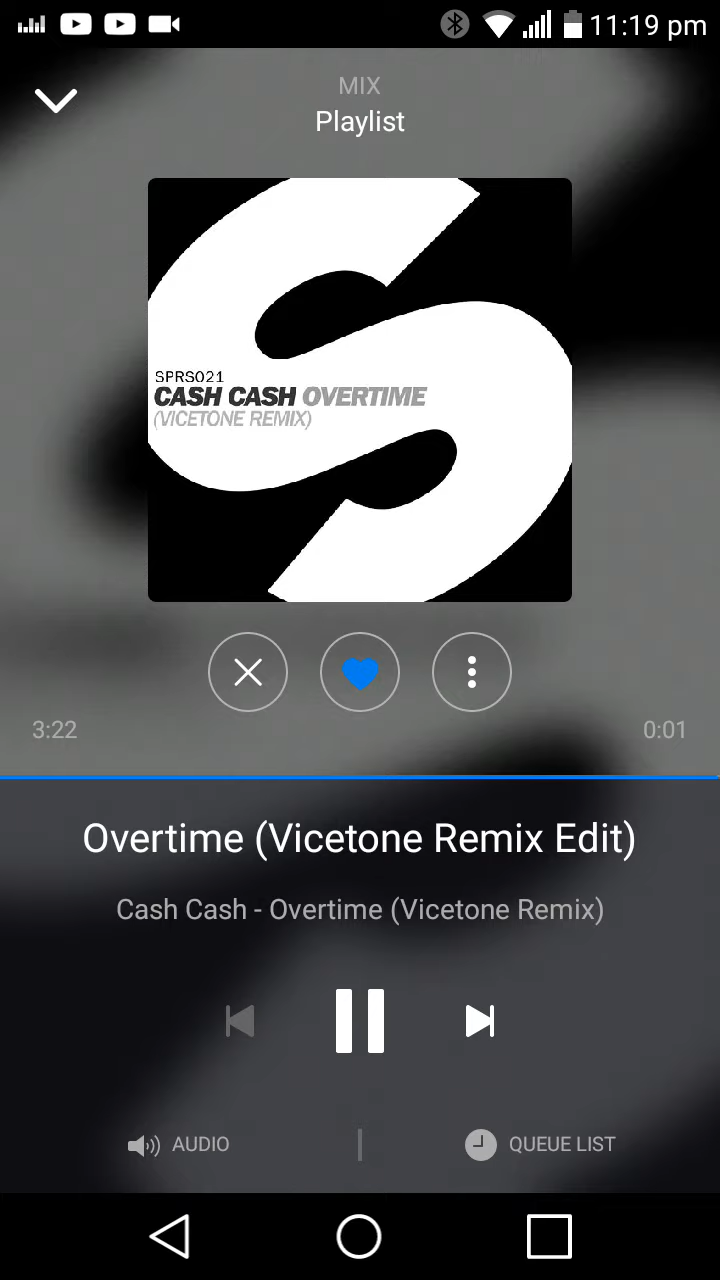 11:19 pm
MIX
Playlist
SPRS021
CASH CASH OVERTIME
(VICETONE REMIX)
3:22
0:01
Overtime (Vicetone Remix Edit)
Cash Cash - Overtime (Vicetone Remix)
AUDIO
QUEUE LIST